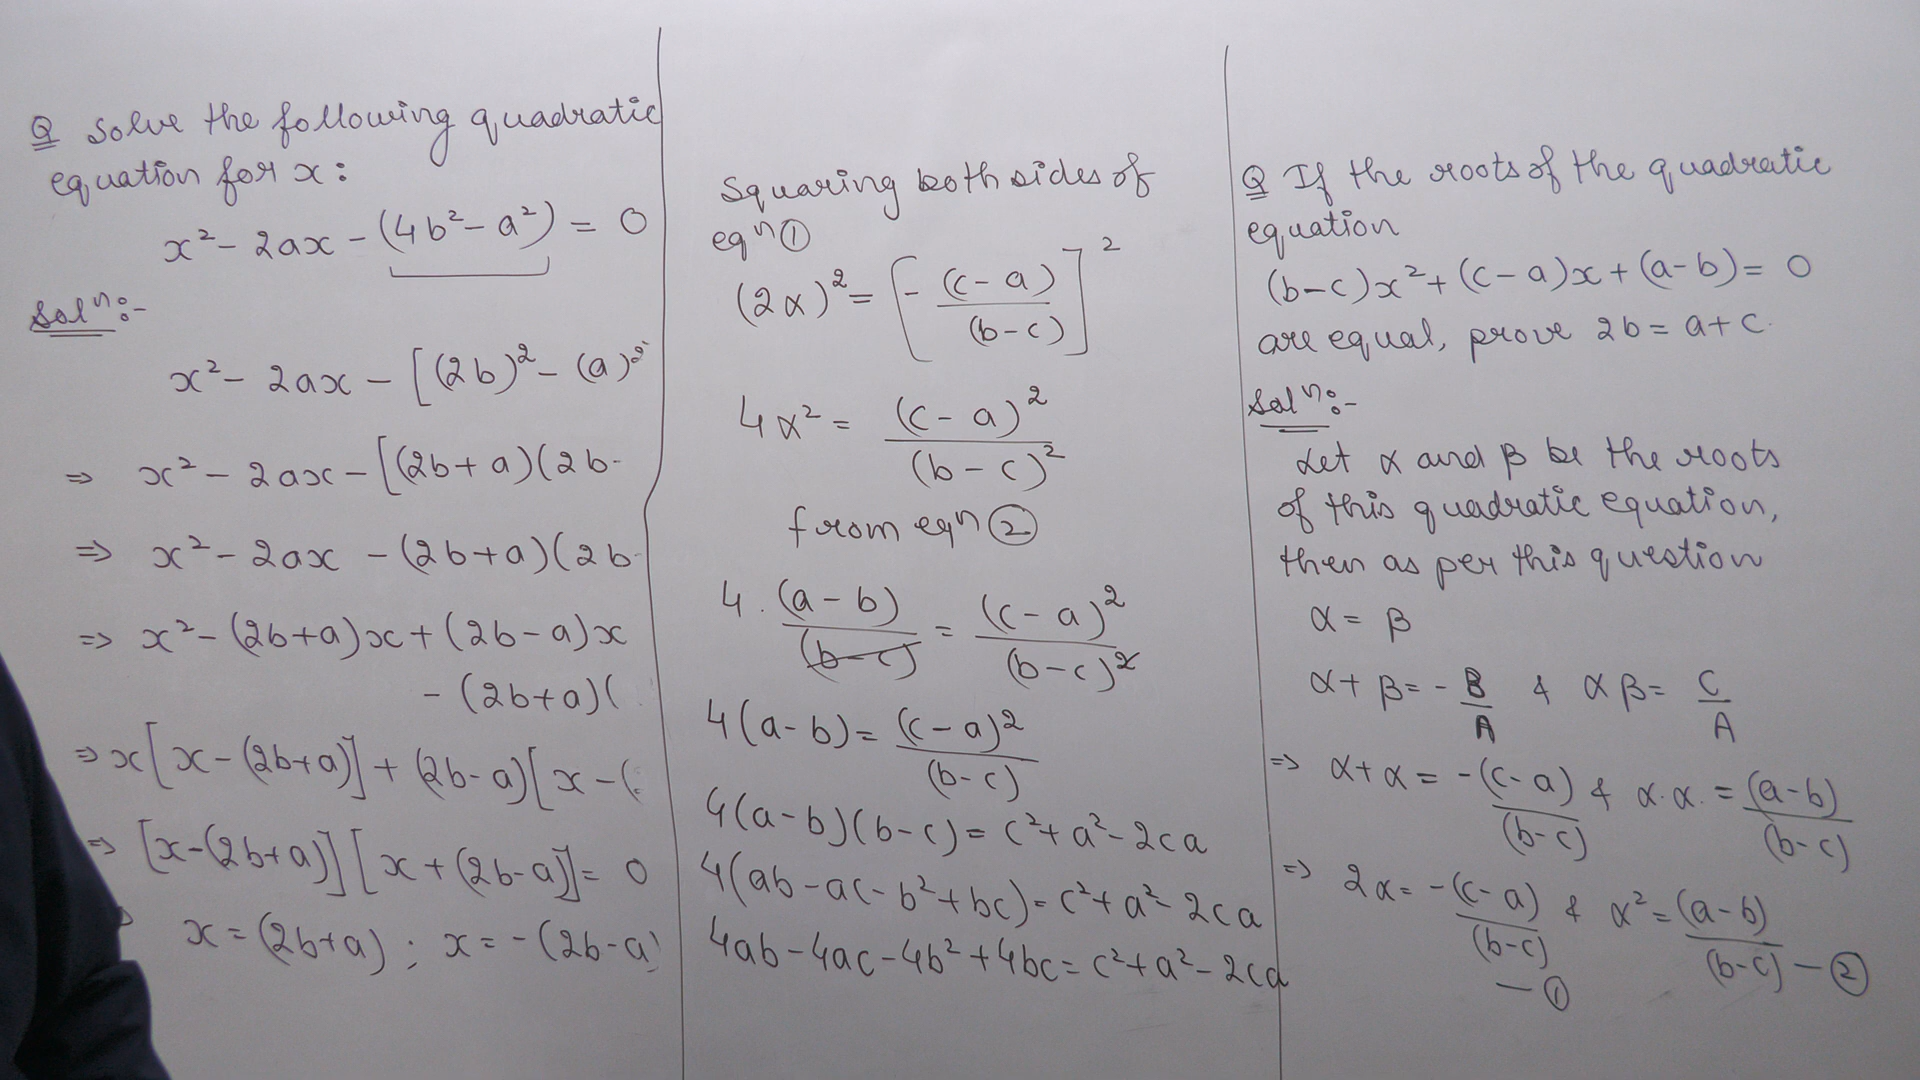 Q Solve the following quadratic
equation for x:
x² - 2ax - (4b² - a²) = 0
Solⁿ:-
x² - 2ax - [(2b)² - (a)²
⇒ x² - 2ax - [(2b + a)(2b-
⇒ x² - 2ax - (2b+a)(2b-
⇒ x² - (2b+a)x + (2b-a)x
- (2b+a)(
⇒ x[x - (2b+a)] + (2b-a)[x - (
⇒ [x-(2b+a)][x+(2b-a)] = 0
x = (2b+a) ; x = -(2b-a)
Squaring both sides of
eqⁿ ①
(2α)² = [- (c-a)/(b-c)]²
4α² = (c-a)²/(b-c)²
from eqⁿ ②
4 . (a-b)/(b-c) = (c-a)²/(b-c)²
4(a-b) = (c-a)²/(b-c)
4(a-b)(b-c) = c²+a²-2ca
4(ab-ac-b²+bc) = c²+a²-2ca
4ab-4ac-4b²+4bc = c²+a²-2ca
Q If the roots of the quadratic
equation
(b-c)x² + (c-a)x + (a-b) = 0
are equal, prove 2b = a+c.
Solⁿ:-
Let α and β be the roots
of this quadratic equation,
then as per this question
α = β
α + β = - B/A & αβ = C/A
⇒ α + α = -(c-a)/(b-c) & α.α. = (a-b)/(b-c)
⇒ 2α = -(c-a)/(b-c) & α² = (a-b)/(b-c) - ②
- ①